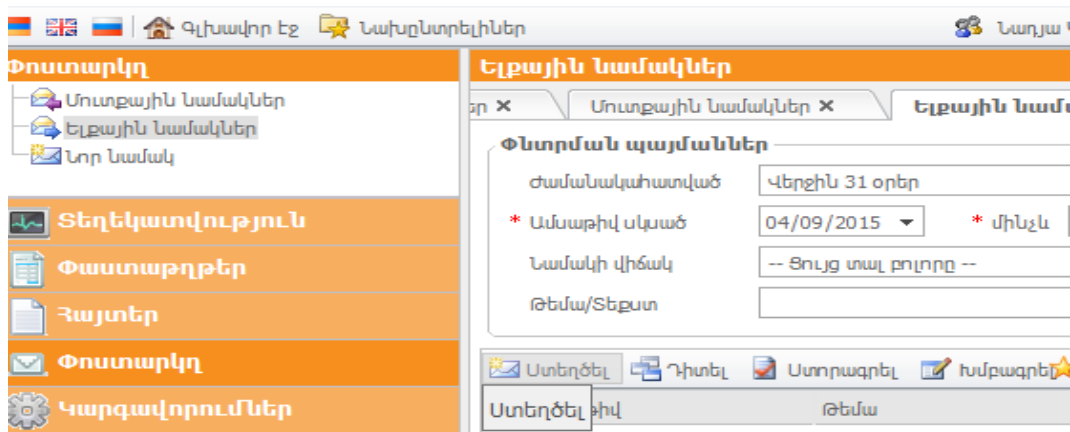 Գլխավոր էջ Նախընտրելիներ Նադյա
Փոստարկղ
Մուտքային նամակներ
Ելքային նամակներ
Նոր նամակ
Տեղեկատվություն
Փաստաթղթեր
Հայտեր
Փոստարկղ
Կարգավորումներ
Ելքային նամակներ
Մուտքային նամակներ × Ելքային
Փնտրման պայմաններ
Ժամանակահատված Վերջին 31 օրեր
* Ամսաթիվ սկսած 04/09/2015 * մինչև
Նամակի վիճակ -- Ցույց տալ բոլորը --
Թեմա/Տեքստ
Ստեղծել Դիտել Ստորագրել Խմբագրել
Ստեղծել Թեմա